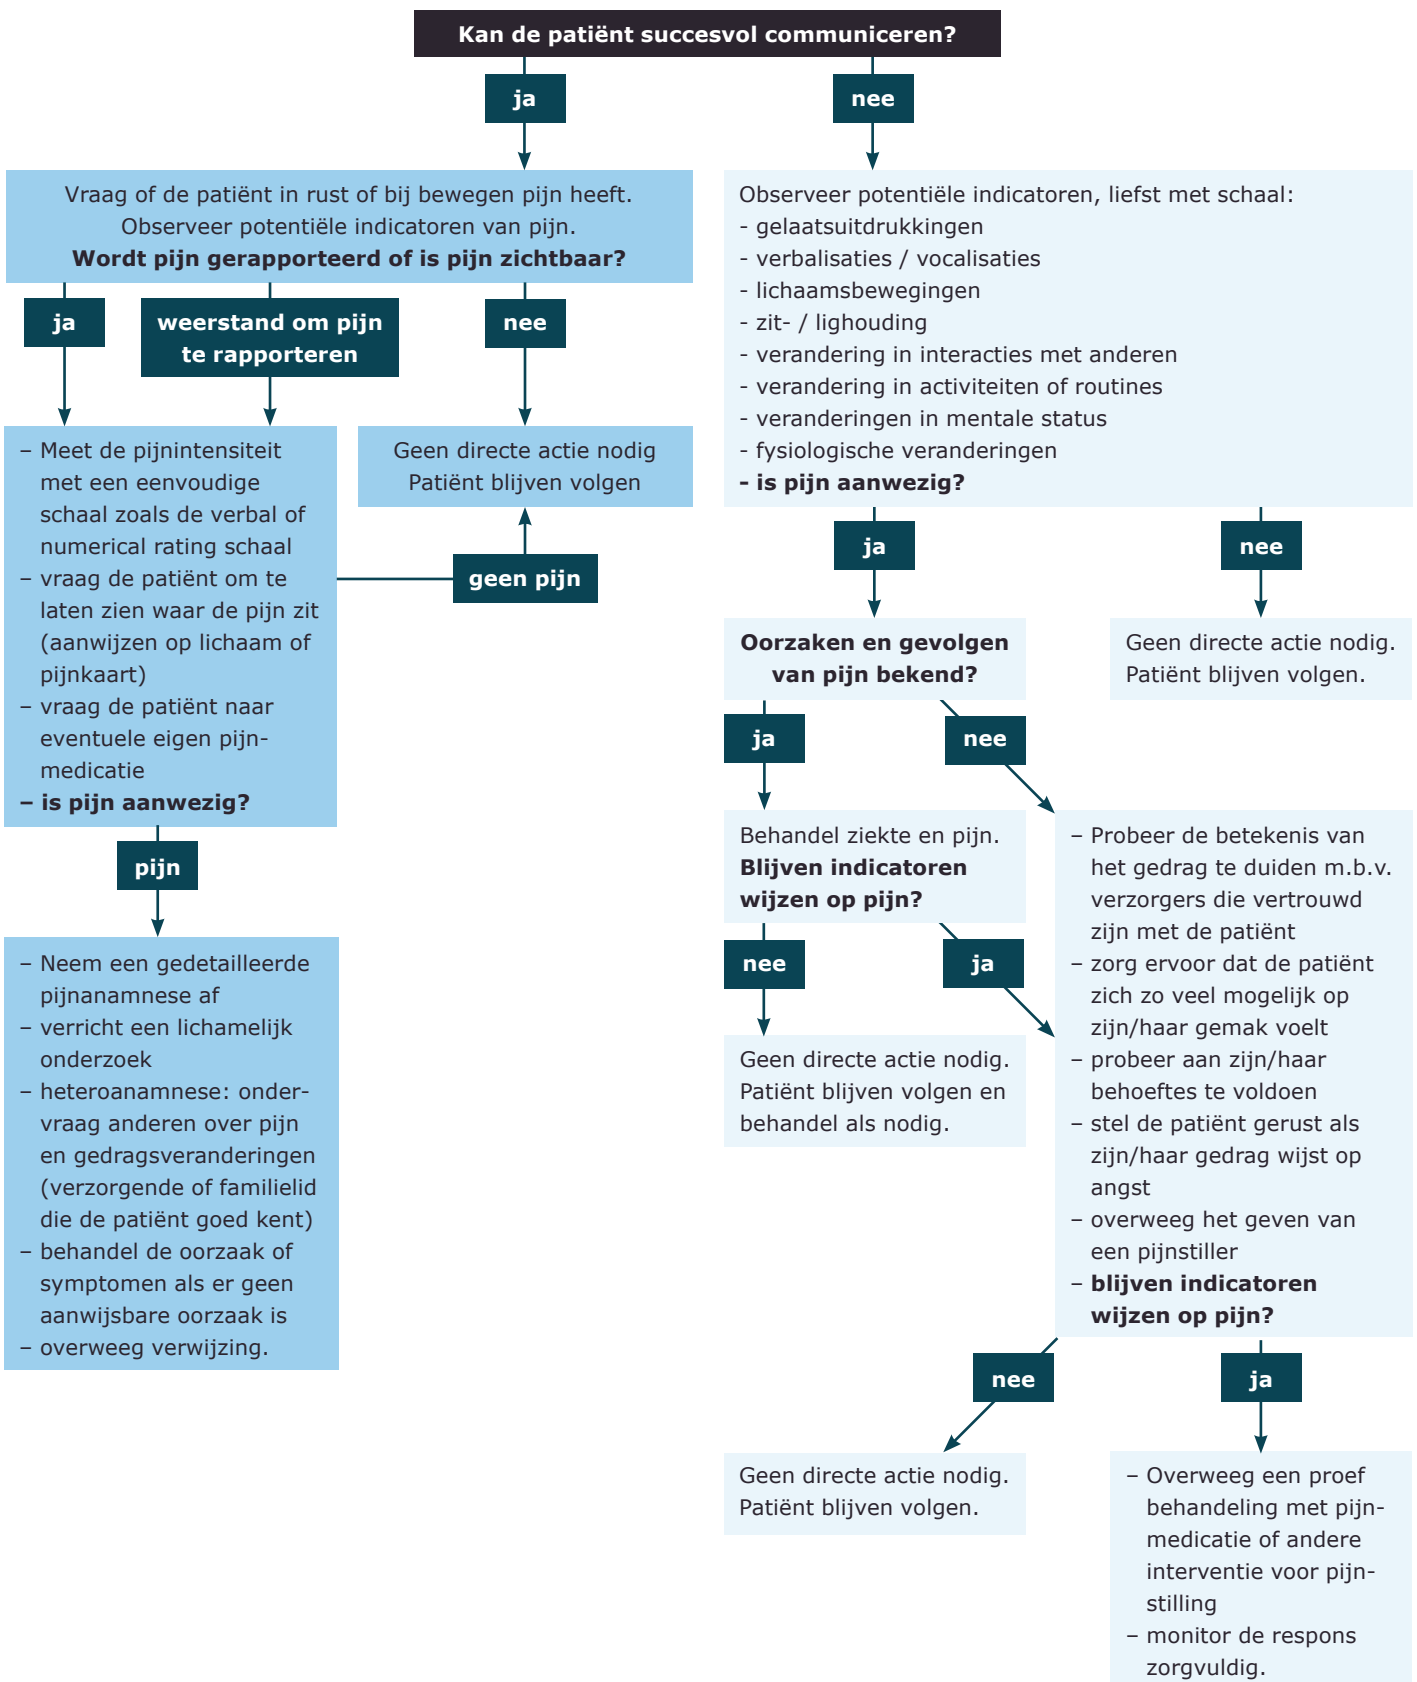 Kan de patiënt succesvol communiceren?
ja
nee
Vraag of de patiënt in rust of bij bewegen pijn heeft.
Observeer potentiële indicatoren van pijn.
Wordt pijn gerapporteerd of is pijn zichtbaar?
ja
weerstand om pijn
te rapporteren
nee
– Meet de pijnintensiteit
met een eenvoudige
schaal zoals de verbal of
numerical rating schaal
– vraag de patiënt om te
laten zien waar de pijn zit
(aanwijzen op lichaam of
pijnkaart)
– vraag de patiënt naar
eventuele eigen pijn-
medicatie
– is pijn aanwezig?
Geen directe actie nodig
Patiënt blijven volgen
geen pijn
pijn
– Neem een gedetailleerde
pijnanamnese af
– verricht een lichamelijk
onderzoek
– heteroanamnese: onder-
vraag anderen over pijn
en gedragsveranderingen
(verzorgende of familielid
die de patiënt goed kent)
– behandel de oorzaak of
symptomen als er geen
aanwijsbare oorzaak is
– overweeg verwijzing.
Observeer potentiële indicatoren, liefst met schaal:
- gelaatsuitdrukkingen
- verbalisaties / vocalisaties
- lichaamsbewegingen
- zit- / lighouding
- verandering in interacties met anderen
- verandering in activiteiten of routines
- veranderingen in mentale status
- fysiologische veranderingen
- is pijn aanwezig?
ja
nee
Oorzaken en gevolgen
van pijn bekend?
Geen directe actie nodig.
Patiënt blijven volgen.
ja
nee
Behandel ziekte en pijn.
Blijven indicatoren
wijzen op pijn?
nee
ja
Geen directe actie nodig.
Patiënt blijven volgen en
behandel als nodig.
– Probeer de betekenis van
het gedrag te duiden m.b.v.
verzorgers die vertrouwd
zijn met de patiënt
– zorg ervoor dat de patiënt
zich zo veel mogelijk op
zijn/haar gemak voelt
– probeer aan zijn/haar
behoeftes te voldoen
– stel de patiënt gerust als
zijn/haar gedrag wijst op
angst
– overweeg het geven van
een pijnstiller
– blijven indicatoren
wijzen op pijn?
nee
ja
Geen directe actie nodig.
Patiënt blijven volgen.
– Overweeg een proef
behandeling met pijn-
medicatie of andere
interventie voor pijn-
stilling
– monitor de respons
zorgvuldig.